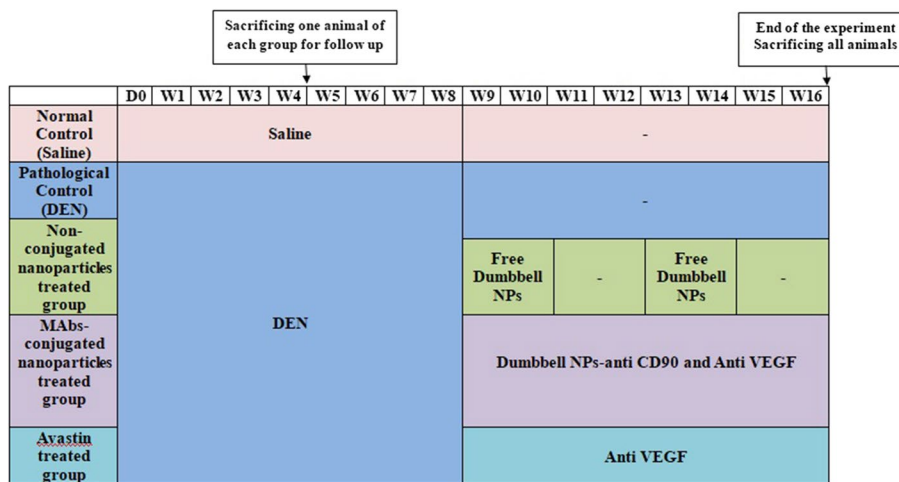 Sacrificing one animal of
each group for follow up
End of the experiment
Sacrificing all animals
D0 W1 W2 W3 W4 W5 W6 W7 W8 W9 W10 W11 W12 W13 W14 W15 W16
Normal
Control
(Saline)
Saline
-
Pathological
Control
(DEN)
DEN
-
Non-
conjugated
nanoparticles
treated
group
Free
Dumbbell
NPs
-
Free
Dumbbell
NPs
-
MAbs-
conjugated
nanoparticles
treated
group
Dumbbell NPs-anti CD90 and Anti VEGF
Avastin
treated
group
Anti VEGF